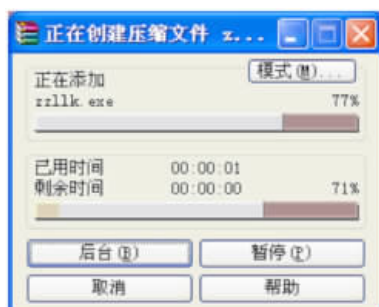 正在创建压缩文件 z...
模式(M)...
正在添加
zzllk.exe 77%
已用时间 00:00:01
剩余时间 00:00:00 71%
后台(B) 暂停(P)
取消 帮助